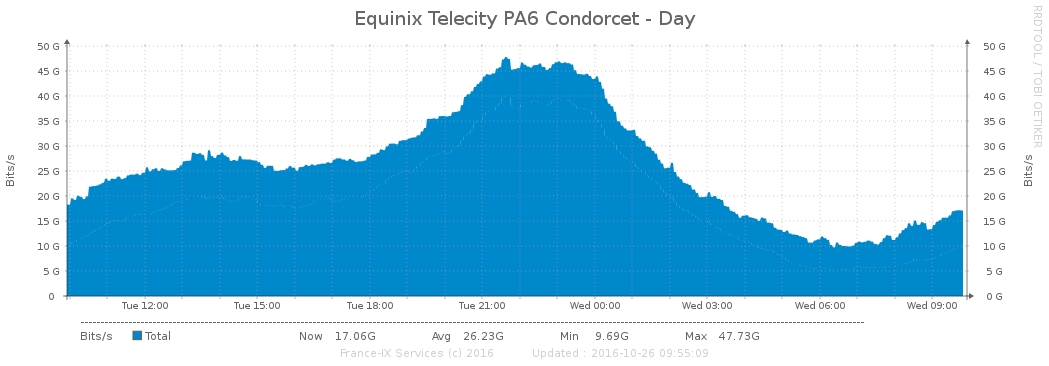 Equinix Telecity PA6 Condorcet - Day
RRDTOOL / TOBI OETIKER
Bits/s
50 G 50 G
45 G 45 G
40 G 40 G
35 G 35 G
30 G 30 G
25 G 25 G
20 G 20 G
15 G 15 G
10 G 10 G
5 G 5 G
0 0 G
Bits/s
Tue 12:00 Tue 15:00 Tue 18:00 Tue 21:00 Wed 00:00 Wed 03:00 Wed 06:00 Wed 09:00
Bits/s Total Now 17.06G Avg 26.23G Min 9.69G Max 47.73G
France-IX Services (c) 2016 Updated : 2016-10-26 09:55:09